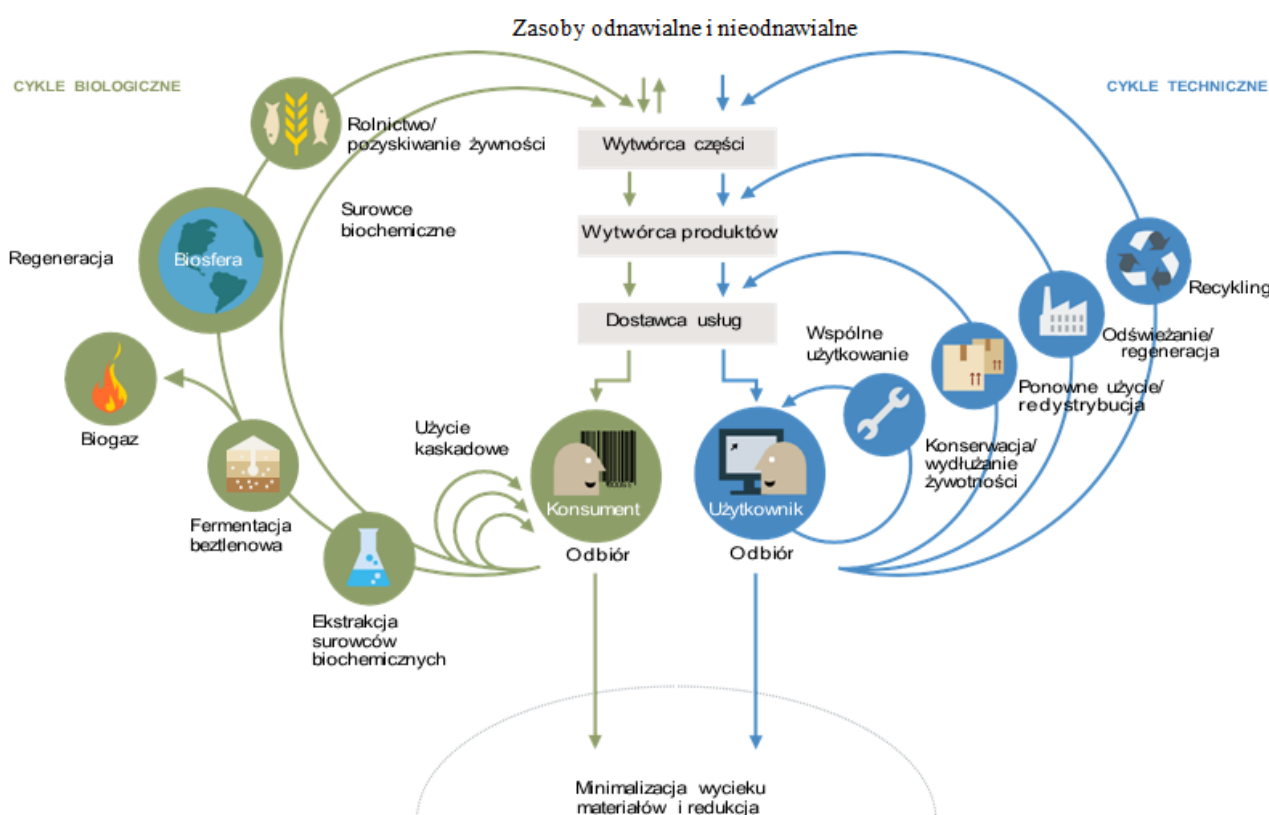 Zasoby odnawialne i nieodnawialne
CYKLE BIOLOGICZNE
CYKLE TECHNICZNE
Rolnictwo/
pozyskiwanie żywności
Wytwórca części
Surowce
biochemiczne
Wytwórca produktów
Regeneracja
Biosfera
Recykling
Dostawca usług
Wspólne
użytkowanie
Odświeżanie/
regeneracja
Ponowne użycie/
redystrybucja
Biogaz
Użycie
kaskadowe
Konserwacja/
wydłużanie
żywotności
Konsument
Użytkownik
Fermentacja
beztlenowa
Odbiór
Odbiór
Ekstrakcja
surowców
biochemicznych
Minimalizacja wycieku
materiałów i redukcja